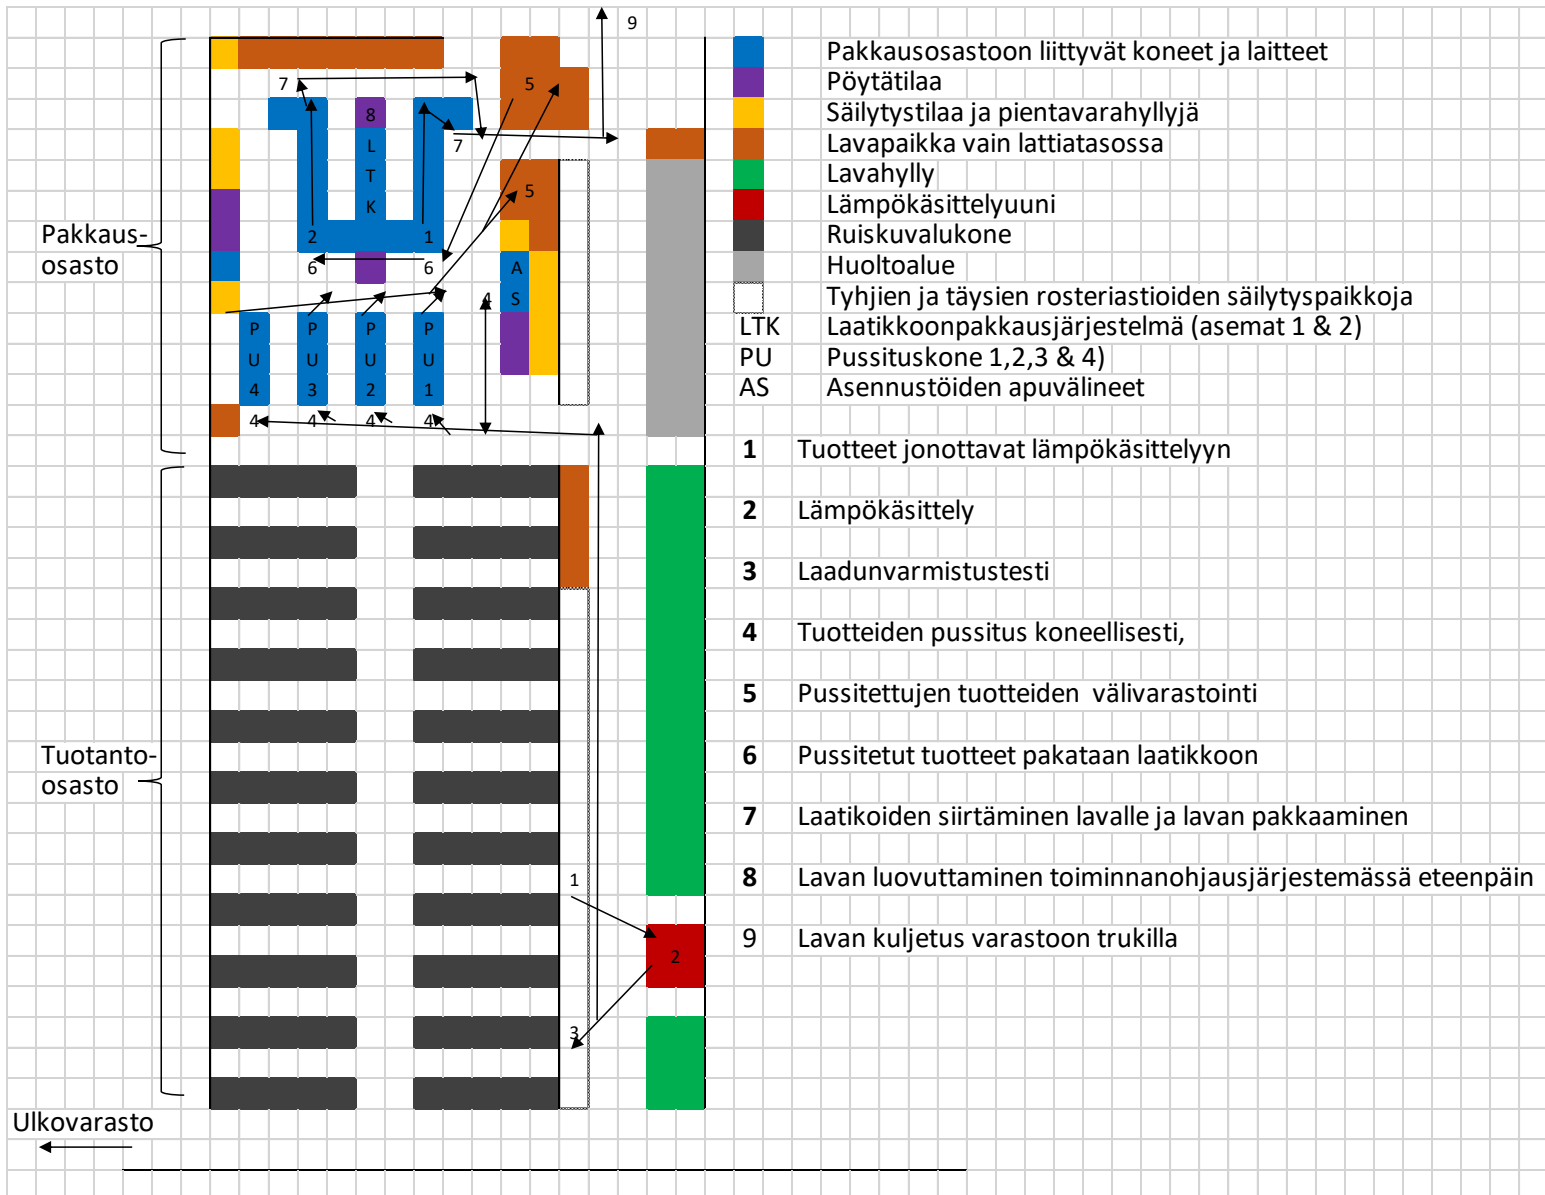 9
7
5
8
7
L
T
K
5
Pakkaus-
osasto
2
1
6
6
A
S
4
P
U
4
P
U
3
P
U
2
P
U
1
4
4
4
4
Tuotanto-
osasto
1
2
3
Ulkovarasto
Pakkausosastoon liittyvät koneet ja laitteet
Pöytätilaa
Säilytystilaa ja pientavarahyllyjä
Lavapaikka vain lattiatasossa
Lavahylly
Lämpökäsittelyuuni
Ruiskuvalukone
Huoltoalue
Tyhjien ja täysien rosteriastioiden säilytyspaikkoja
LTK Laatikkoonpakkausjärjestelmä (asemat 1 & 2)
PU Pussituskone 1,2,3 & 4)
AS Asennustöiden apuvälineet
1 Tuotteet jonottavat lämpökäsittelyyn
2 Lämpökäsittely
3 Laadunvarmistustesti
4 Tuotteiden pussitus koneellisesti,
5 Pussitettujen tuotteiden välivarastointi
6 Pussitetut tuotteet pakataan laatikkoon
7 Laatikoiden siirtäminen lavalle ja lavan pakkaaminen
8 Lavan luovuttaminen toiminnanohjausjärjestemässä eteenpäin
9 Lavan kuljetus varastoon trukilla